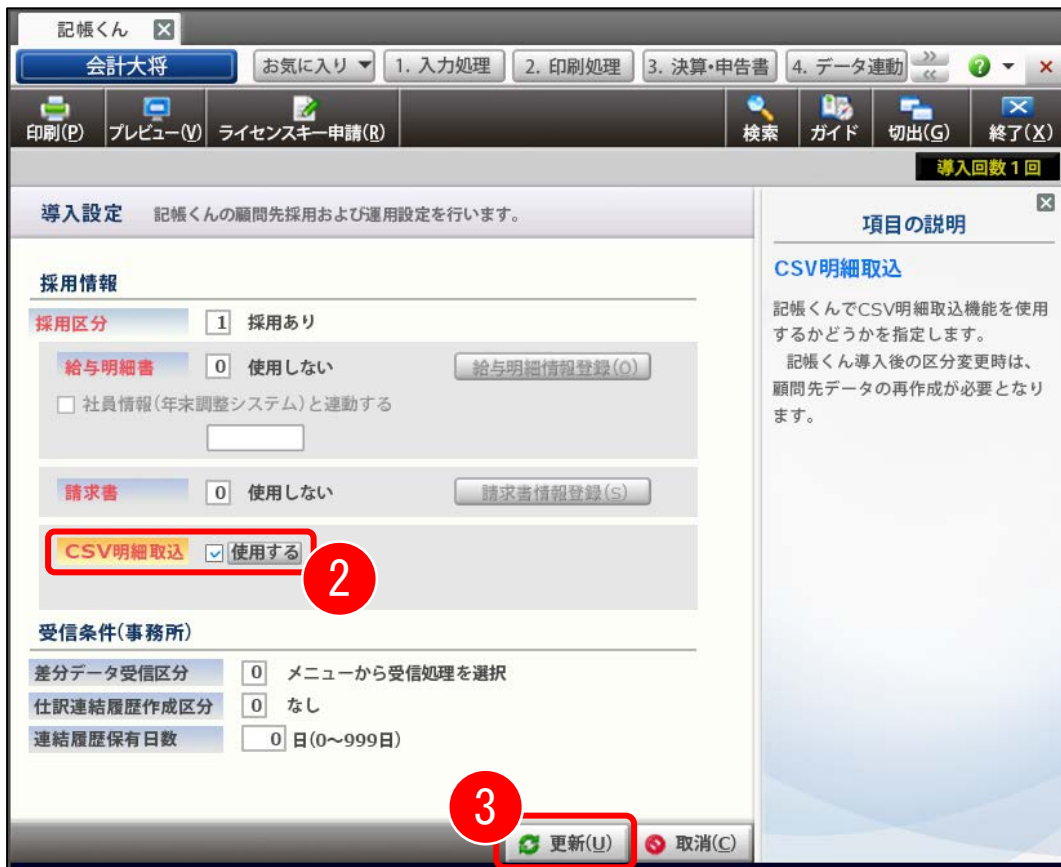 記帳くん
会計大将 お気に入り 1. 入力処理 2. 印刷処理 3. 決算・申告書 4. データ連動
印刷(P) プレビュー(V) ライセンスキー申請(R) 検索 ガイド 切出(G) 終了(X)
導入回数1回
導入設定 記帳くんの顧問先採用および運用設定を行います。
採用情報
採用区分 1 採用あり
給与明細書 0 使用しない 給与明細情報登録(O)
社員情報(年末調整システム)と連動する
請求書 0 使用しない 請求書情報登録(S)
CSV明細取込 使用する
2
受信条件(事務所)
差分データ受信区分 0 メニューから受信処理を選択
仕訳連結履歴作成区分 0 なし
連結履歴保有日数 0 日(0～999日)
3
更新(U) 取消(C)
項目の説明
CSV明細取込
記帳くんでCSV明細取込機能を使用
するかどうかを指定します。
記帳くん導入後の区分変更時は、
顧問先データの再作成が必要となり
ます。